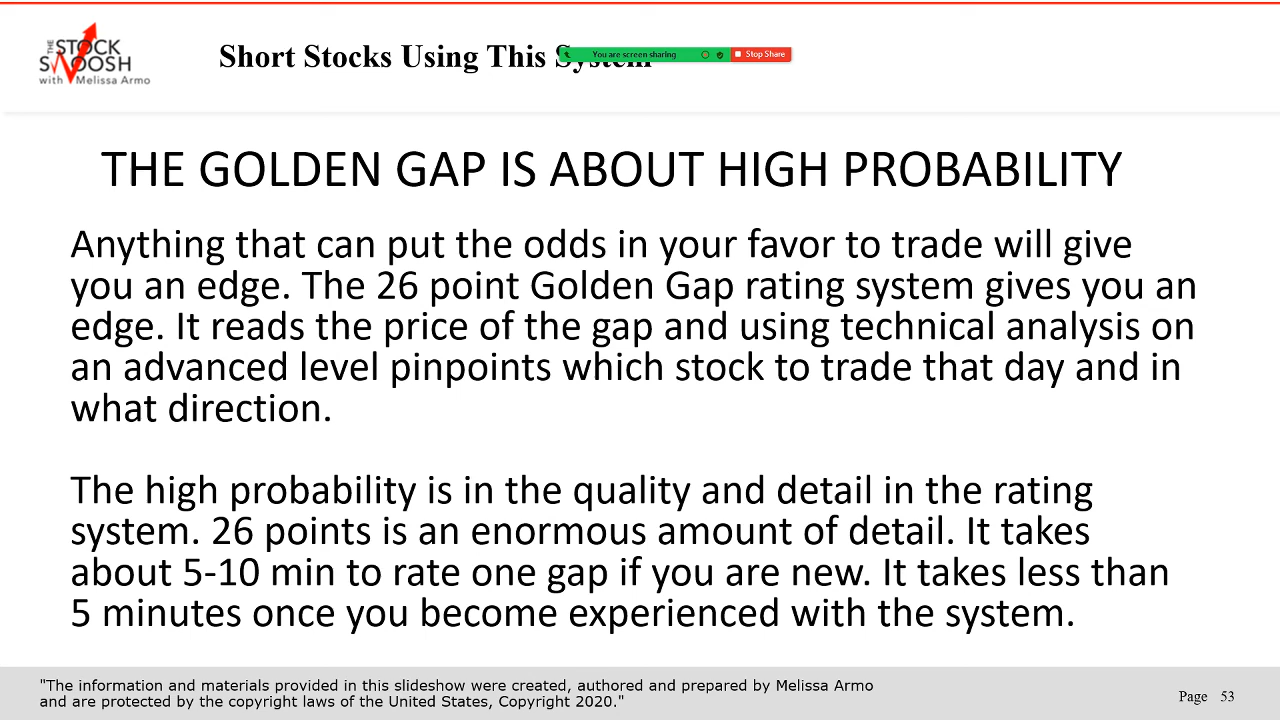 THE STOCK
SWOOSH
with Melissa Armo
Short Stocks Using This System
You are screen sharing
Stop Share
THE GOLDEN GAP IS ABOUT HIGH PROBABILITY
Anything that can put the odds in your favor to trade will give
you an edge. The 26 point Golden Gap rating system gives you an
edge. It reads the price of the gap and using technical analysis on
an advanced level pinpoints which stock to trade that day and in
what direction.
The high probability is in the quality and detail in the rating
system. 26 points is an enormous amount of detail. It takes
about 5-10 min to rate one gap if you are new. It takes less than
5 minutes once you become experienced with the system.
"The information and materials provided in this slideshow were created, authored and prepared by Melissa Armo
and are protected by the copyright laws of the United States, Copyright 2020."
Page 53